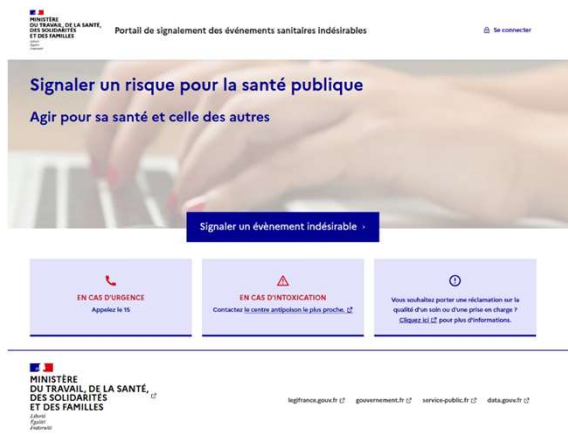 MINISTÈRE
DU TRAVAIL, DE LA SANTÉ,
DES SOLIDARITÉS
ET DES FAMILLES
Liberté
Égalité
Fraternité
Portail de signalement des événements sanitaires indésirables
Se connecter
Signaler un risque pour la santé publique
Agir pour sa santé et celle des autres
Signaler un évènement indésirable ›
EN CAS D'URGENCE
Appelez le 15
EN CAS D'INTOXICATION
Contactez le centre antipoison le plus proche.
Vous souhaitez porter une réclamation sur la
qualité d'un soin ou d'une prise en charge ?
Cliquez ici pour plus d'informations.
MINISTÈRE
DU TRAVAIL, DE LA SANTÉ,
DES SOLIDARITÉS
ET DES FAMILLES
Liberté
Égalité
Fraternité
legifrance.gouv.fr gouvernement.fr service-public.fr data.gouv.fr